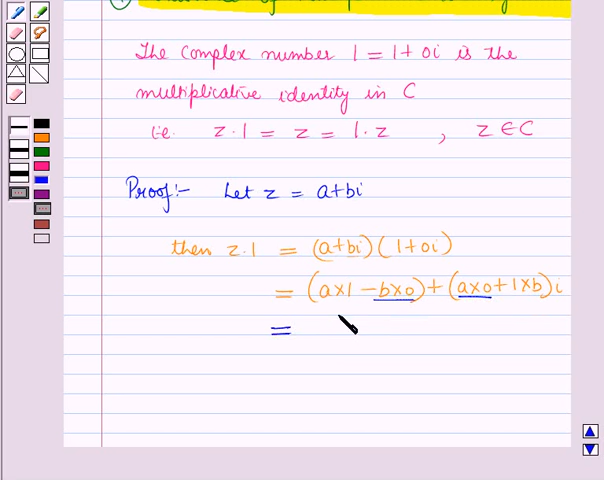 The complex number 1 = 1 + 0i is the
multiplicative identity in C
i.e. z·1 = z = 1·z , z ∈ C
Proof:- Let z = a+bi
then z·1 = (a+bi)(1+0i)
= (a×1 - b×0) + (a×0 + 1×b)i
=